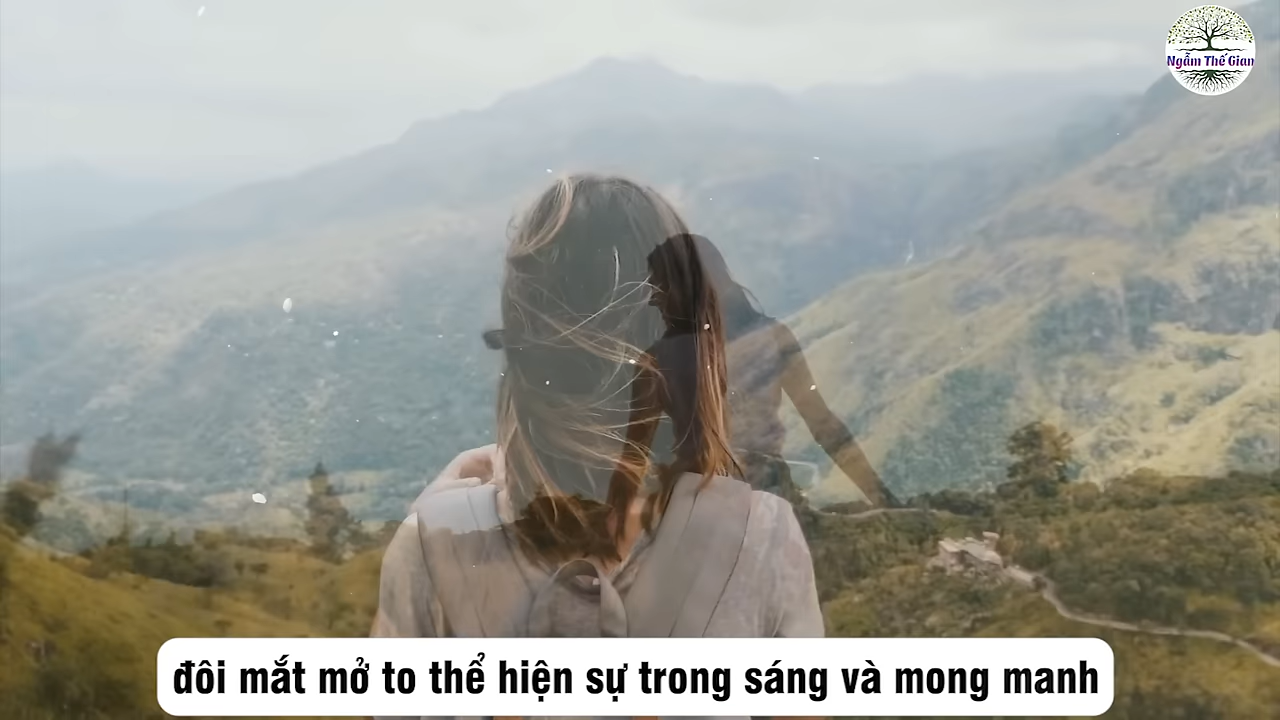 Ngẫm Thế Gian
đôi mắt mở to thể hiện sự trong sáng và mong manh